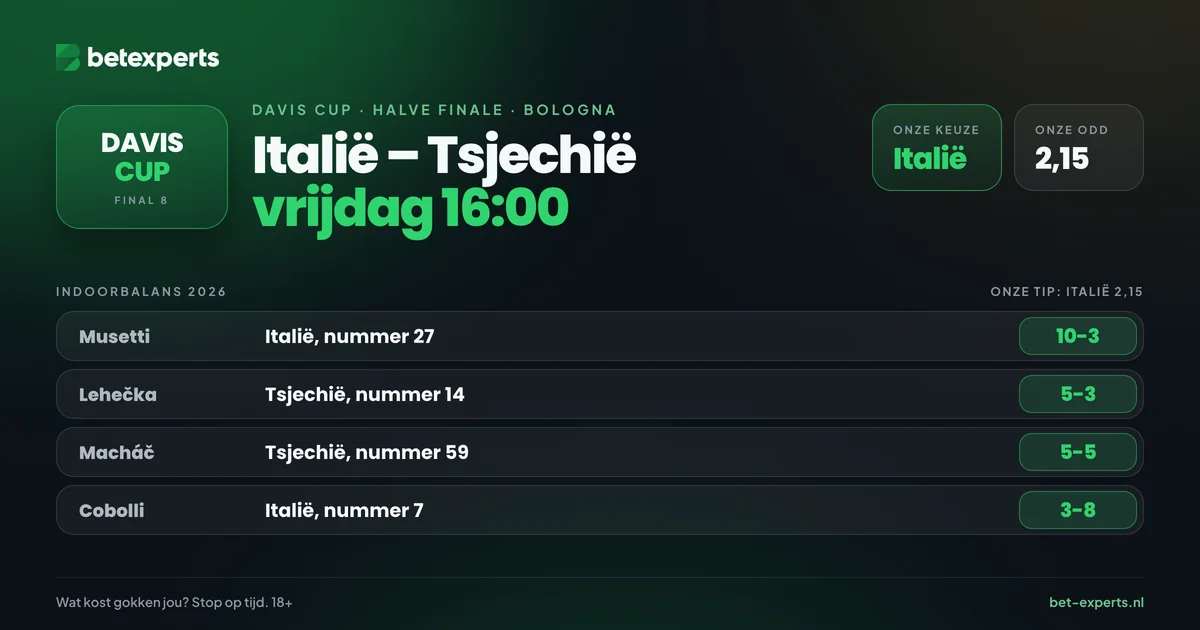 betexperts
DAVIS
CUP
FINAL 8
DAVIS CUP · HALVE FINALE · BOLOGNA
Italië – Tsjechië
vrijdag 16:00
ONZE KEUZE
Italië
ONZE ODD
2,15
INDOORBALANS 2026
ONZE TIP: ITALIË 2,15
Musetti Italië, nummer 27 10–3
Lehečka Tsjechië, nummer 14 5–3
Macháč Tsjechië, nummer 59 5–5
Cobolli Italië, nummer 7 3–8
Wat kost gokken jou? Stop op tijd. 18+
bet-experts.nl